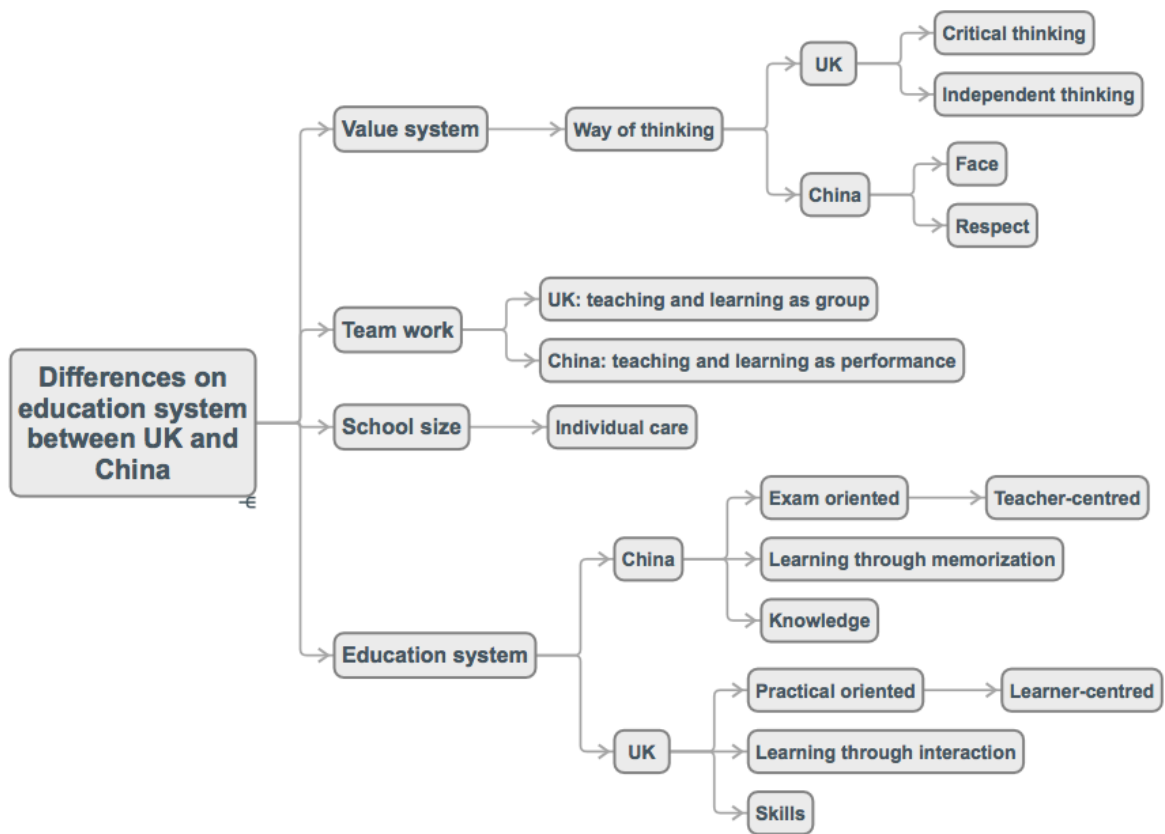 Differences on
education system
between UK and
China
Value system
Way of thinking
UK
Critical thinking
Independent thinking
China
Face
Respect
Team work
UK: teaching and learning as group
China: teaching and learning as performance
School size
Individual care
Education system
China
Exam oriented
Teacher-centred
Learning through memorization
Knowledge
UK
Practical oriented
Learner-centred
Learning through interaction
Skills